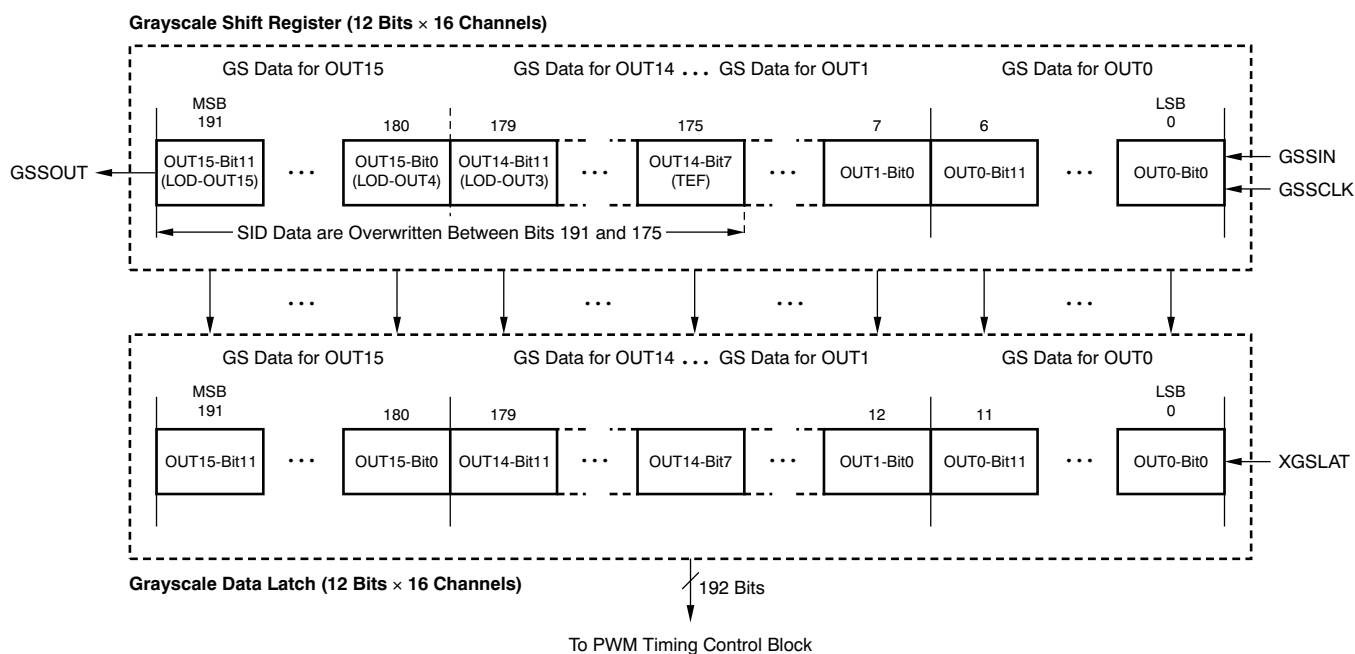 Grayscale Shift Register (12 Bits × 16 Channels)
GS Data for OUT15 GS Data for OUT14 ... GS Data for OUT1 GS Data for OUT0
MSB LSB
191 180 179 175 7 6 0
OUT15-Bit11 ... OUT15-Bit0 OUT14-Bit11 ... OUT14-Bit7 ... OUT1-Bit0 OUT0-Bit11 ... OUT0-Bit0
(LOD-OUT15) (LOD-OUT4) (LOD-OUT3) (TEF)
GSSOUT
GSSIN
GSSCLK
SID Data are Overwritten Between Bits 191 and 175
... ... ... ...
GS Data for OUT15 GS Data for OUT14 ... GS Data for OUT1 GS Data for OUT0
MSB LSB
191 180 179 12 11 0
OUT15-Bit11 ... OUT15-Bit0 OUT14-Bit11 ... OUT14-Bit7 ... OUT1-Bit0 OUT0-Bit11 ... OUT0-Bit0
XGSLAT
Grayscale Data Latch (12 Bits × 16 Channels)
192 Bits
To PWM Timing Control Block